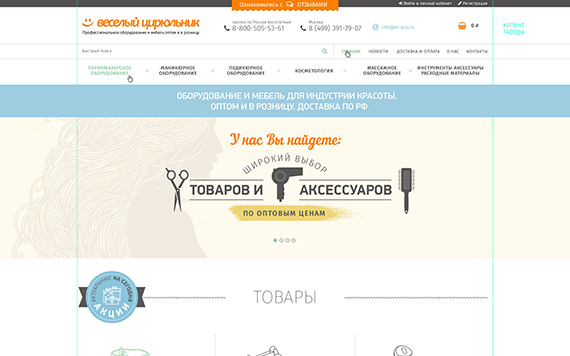 Ознакомьтесь с ОТЗЫВАМИ
Войти в личный кабинет
Регистрация
ВЕСЕЛЫЙ ЦИРЮЛЬНИК
Профессиональное оборудование и мебель оптом и в розницу
звонок по России бесплатный
8-800-505-53-61
Москва
8 (499) 391-79-07
0 ₽
контент
1400px
Быстрый поиск
ГЛАВНАЯ
НОВОСТИ
ДОСТАВКА И ОПЛАТА
О НАС
КОНТАКТЫ
ПАРИКМАХЕРСКОЕ
ОБОРУДОВАНИЕ
МАНИКЮРНОЕ
ОБОРУДОВАНИЕ
ПЕДИКЮРНОЕ
ОБОРУДОВАНИЕ
КОСМЕТОЛОГИЯ
МАССАЖНОЕ
ОБОРУДОВАНИЕ
ИНСТРУМЕНТЫ АКСЕССУАРЫ
РАСХОДНЫЕ МАТЕРИАЛЫ
ОБОРУДОВАНИЕ И МЕБЕЛЬ ДЛЯ ИНДУСТРИИ КРАСОТЫ.
ОПТОМ И В РОЗНИЦУ. ДОСТАВКА ПО РФ
У нас Вы найдете:
ШИРОКИЙ ВЫБОР
ТОВАРОВ И АКСЕССУАРОВ
ПО ОПТОВЫМ ЦЕНАМ
АКТУАЛЬНЫЕ НА СЕГОДНЯ
АКЦИИ
ТОВАРЫ